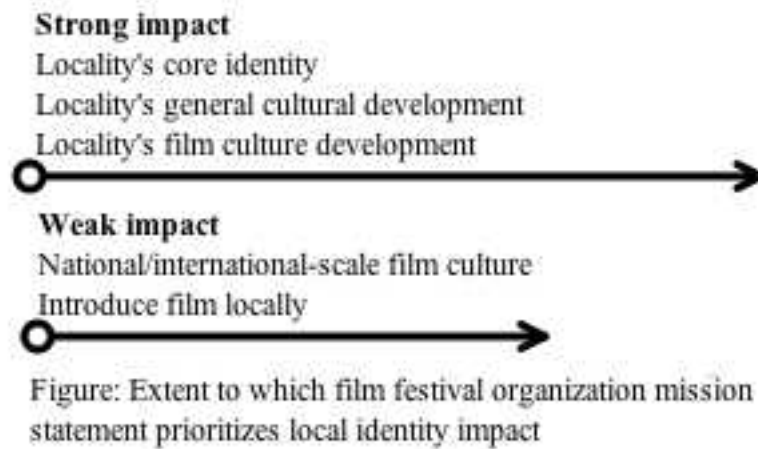 Strong impact
Locality's core identity
Locality's general cultural development
Locality's film culture development
Weak impact
National/international-scale film culture
Introduce film locally
Figure: Extent to which film festival organization mission
statement prioritizes local identity impact